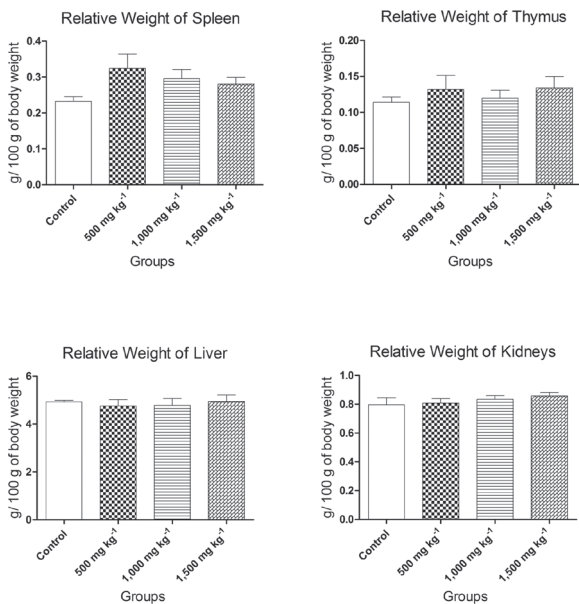 Relative Weight of Spleen
g/ 100 g of body weight
0.4
0.3
0.2
0.1
0.0
Control
500 mg kg⁻¹
1,000 mg kg⁻¹
1,500 mg kg⁻¹
Groups
Relative Weight of Thymus
g/ 100 g of body weight
0.20
0.15
0.10
0.05
0.00
Control
500 mg kg⁻¹
1,000 mg kg⁻¹
1,500 mg kg⁻¹
Groups
Relative Weight of Liver
g/ 100 g of body weight
6
4
2
0
Control
500 mg kg⁻¹
1,000 mg kg⁻¹
1,500 mg kg⁻¹
Groups
Relative Weight of Kidneys
g/ 100 g of body weight
1.0
0.8
0.6
0.4
0.2
0.0
Control
500 mg kg⁻¹
1,000 mg kg⁻¹
1,500 mg kg⁻¹
Groups